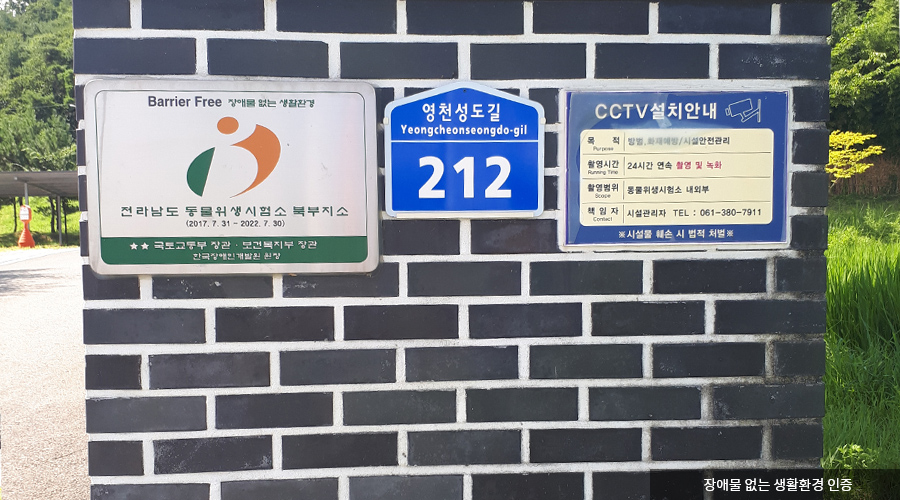 Barrier Free 장애물 없는 생활환경
전라남도 동물위생시험소 북부지소
(2017. 7. 31 ~ 2022. 7. 30)
★★ 국토교통부 장관 · 보건복지부 장관
한국장애인개발원 원장
영천성도길
Yeongcheonseongdo-gil
212
CCTV설치안내
목 적 방범,화재예방/시설안전관리
Purpose
촬영시간 24시간 연속 촬영 및 녹화
Running Time
촬영범위 동물위생시험소 내외부
Scope
책 임 자 시설관리자 TEL : 061-380-7911
Contact
※시설물 훼손 시 법적 처벌※
장애물 없는 생활환경 인증